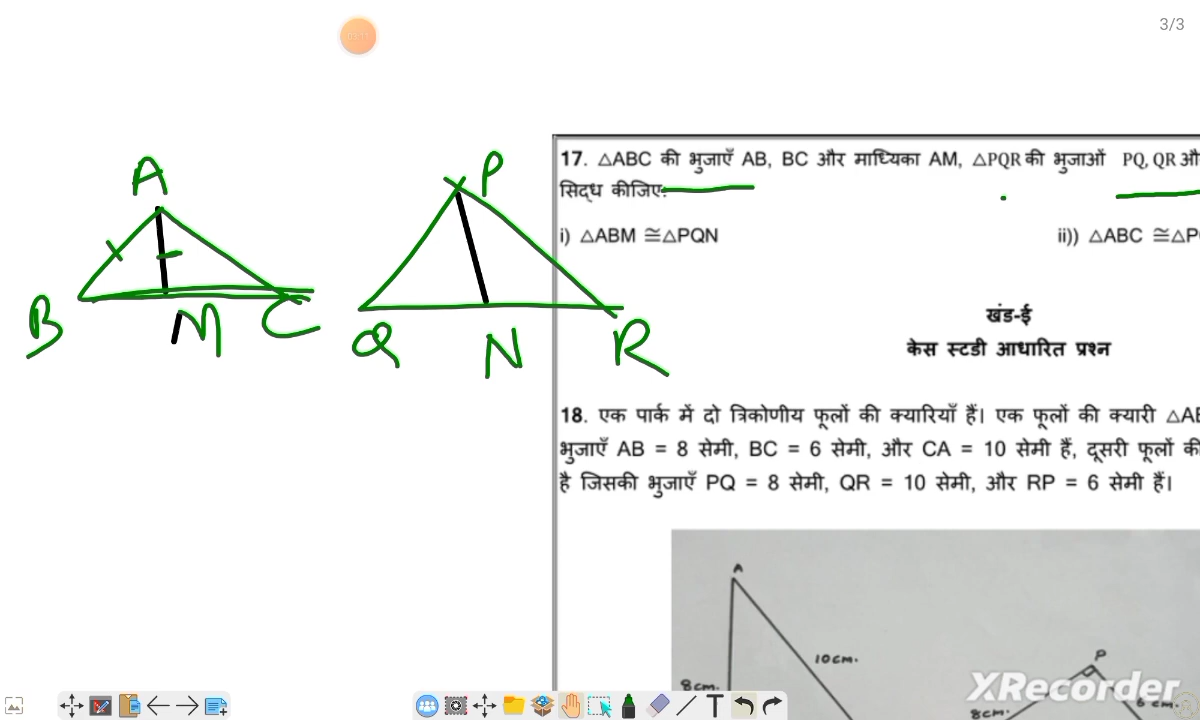 3/3
A
P
B
M
C
Q
N
R
17. △ABC की भुजाएँ AB, BC और माध्यिका AM, △PQR की भुजाओं PQ, QR
सिद्ध कीजिए:
i) △ABM ≅△PQN
ii)) △ABC ≅△P
खंड-ई
केस स्टडी आधारित प्रश्न
18. एक पार्क में दो त्रिकोणीय फूलों की क्यारियाँ हैं। एक फूलों की क्यारी
भुजाएँ AB = 8 सेमी, BC = 6 सेमी, और CA = 10 सेमी हैं, दूसरी फूलों की
है जिसकी भुजाएँ PQ = 8 सेमी, QR = 10 सेमी, और RP = 6 सेमी हैं।
A
10cm.
P
8cm.
8cm.
6 cm.
XRecorder
T